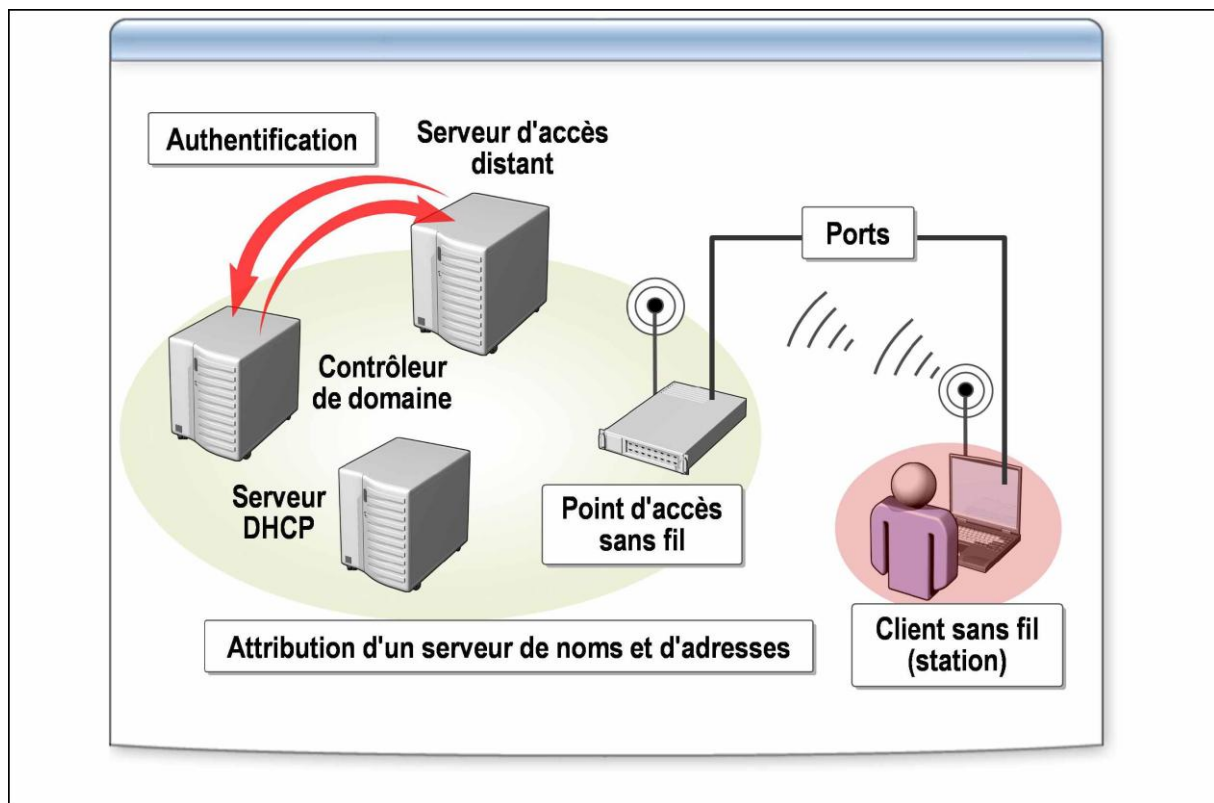 Authentification
Serveur d'accès
distant
Ports
Contrôleur
de domaine
Serveur
DHCP
Point d'accès
sans fil
Attribution d'un serveur de noms et d'adresses
Client sans fil
(station)